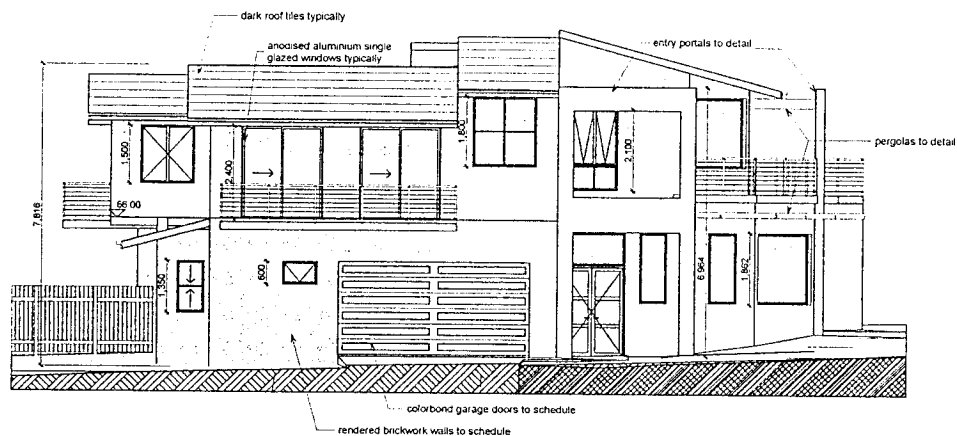 dark roof tiles typically
anodised aluminium single
glazed windows typically
entry portals to detail
pergolas to detail
1,500
2,400
1,800
2,100
66.00
7,816
1,350
600
6,964
1,862
colorbond garage doors to schedule
rendered brickwork walls to schedule